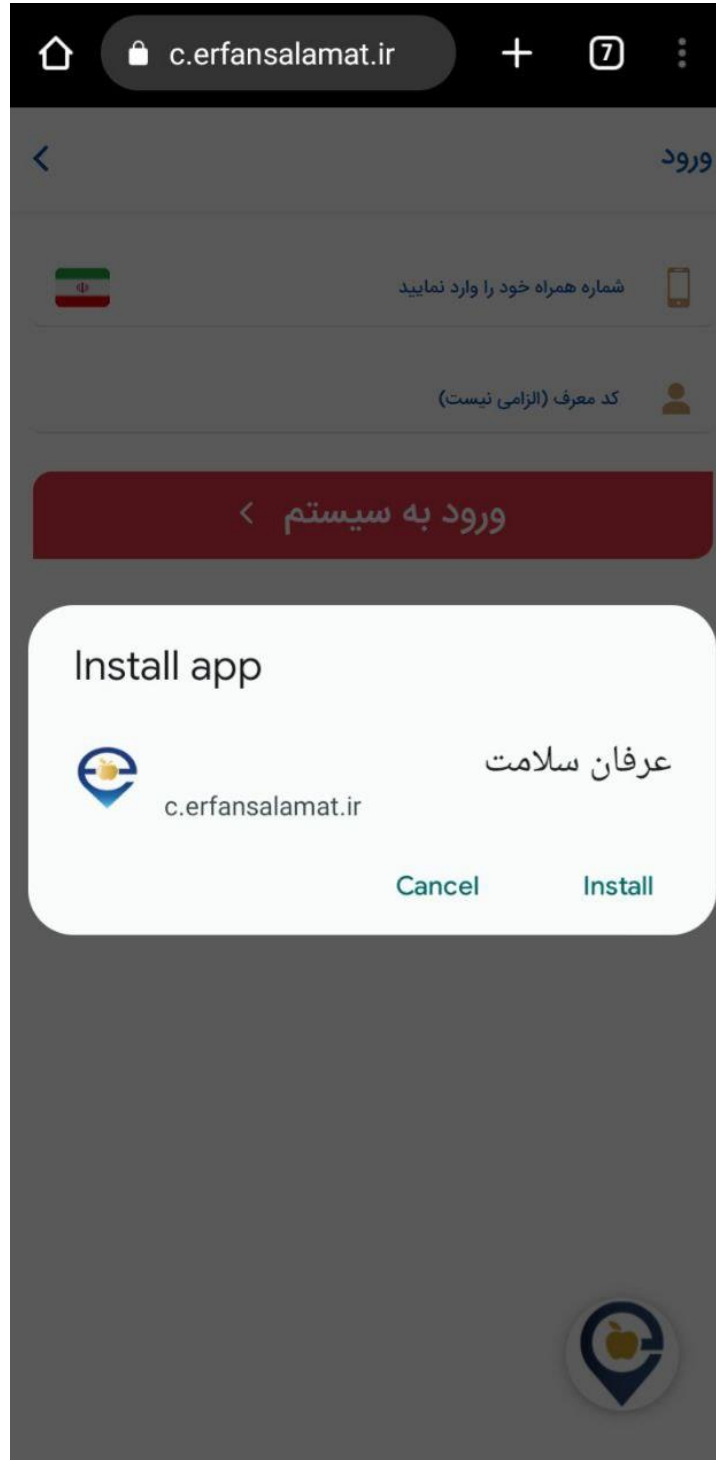 c.erfansalamat.ir
7
ورود
شماره همراه خود را وارد نمایید
کد معرف (الزامی نیست)
ورود به سیستم
Install app
عرفان سلامت
c.erfansalamat.ir
Cancel Install